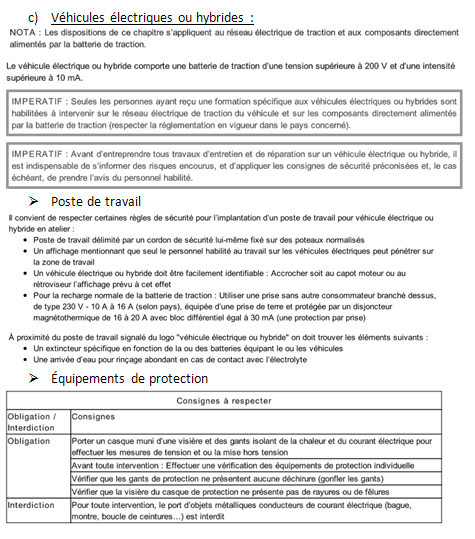 c) Véhicules électriques ou hybrides :
NOTA : Les dispositions de ce chapitre s'appliquent au réseau électrique de traction et aux composants directement
alimentés par la batterie de traction.
Le véhicule électrique ou hybride comporte une batterie de traction d'une tension supérieure à 200 V et d'une intensité
supérieure à 10 mA.
IMPERATIF : Seules les personnes ayant reçu une formation spécifique aux véhicules électriques ou hybrides sont
habilitées à intervenir sur le réseau électrique de traction du véhicule et sur les composants directement alimentés
par la batterie de traction (respecter la réglementation en vigueur dans le pays concerné).
IMPERATIF : Avant d'entreprendre tous travaux d'entretien et de réparation sur un véhicule électrique ou hybride, il
est indispensable de s'informer des risques encourus, et d'appliquer les consignes de sécurité préconisées et, le cas
échéant, de prendre l'avis du personnel habilité.
➤ Poste de travail
Il convient de respecter certaines règles de sécurité pour l'implantation d'un poste de travail pour véhicule électrique ou
hybride en atelier :
• Poste de travail délimité par un cordon de sécurité lui-même fixé sur des poteaux normalisés
• Un affichage mentionnant que seul le personnel habilité au travail sur les véhicules électriques peut pénétrer sur
la zone de travail
• Un véhicule électrique ou hybride doit être facilement identifiable : Accrocher soit au capot moteur ou au
rétroviseur l'affichage prévu à cet effet
• Pour la recharge normale de la batterie de traction : Utiliser une prise sans autre consommateur branché dessus,
de type 230 V - 10 A à 16 A (selon pays), équipée d'une prise de terre et protégée par un disjoncteur
magnétothermique de 16 à 20 A avec bloc différentiel égal à 30 mA (une protection par prise)
À proximité du poste de travail signalé du logo "véhicule électrique ou hybride" on doit trouver les éléments suivants :
• Un extincteur spécifique en fonction de la ou des batteries équipant le ou les véhicules
• Une arrivée d'eau pour rinçage abondant en cas de contact avec l'électrolyte
➤ Équipements de protection
Consignes à respecter
Obligation / Consignes
Interdiction
Obligation Porter un casque muni d'une visière et des gants isolant de la chaleur et du courant électrique pour
effectuer les mesures de tension et ou la mise hors tension
Avant toute intervention : Effectuer une vérification des équipements de protection individuelle
Vérifier que les gants de protection ne présentent aucune déchirure (gonfler les gants)
Vérifier que la visière du casque de protection ne présente pas de rayures ou de fêlures
Interdiction Pour toute intervention, le port d'objets métalliques conducteurs de courant électrique (bague,
montre, boucle de ceintures…) est interdit